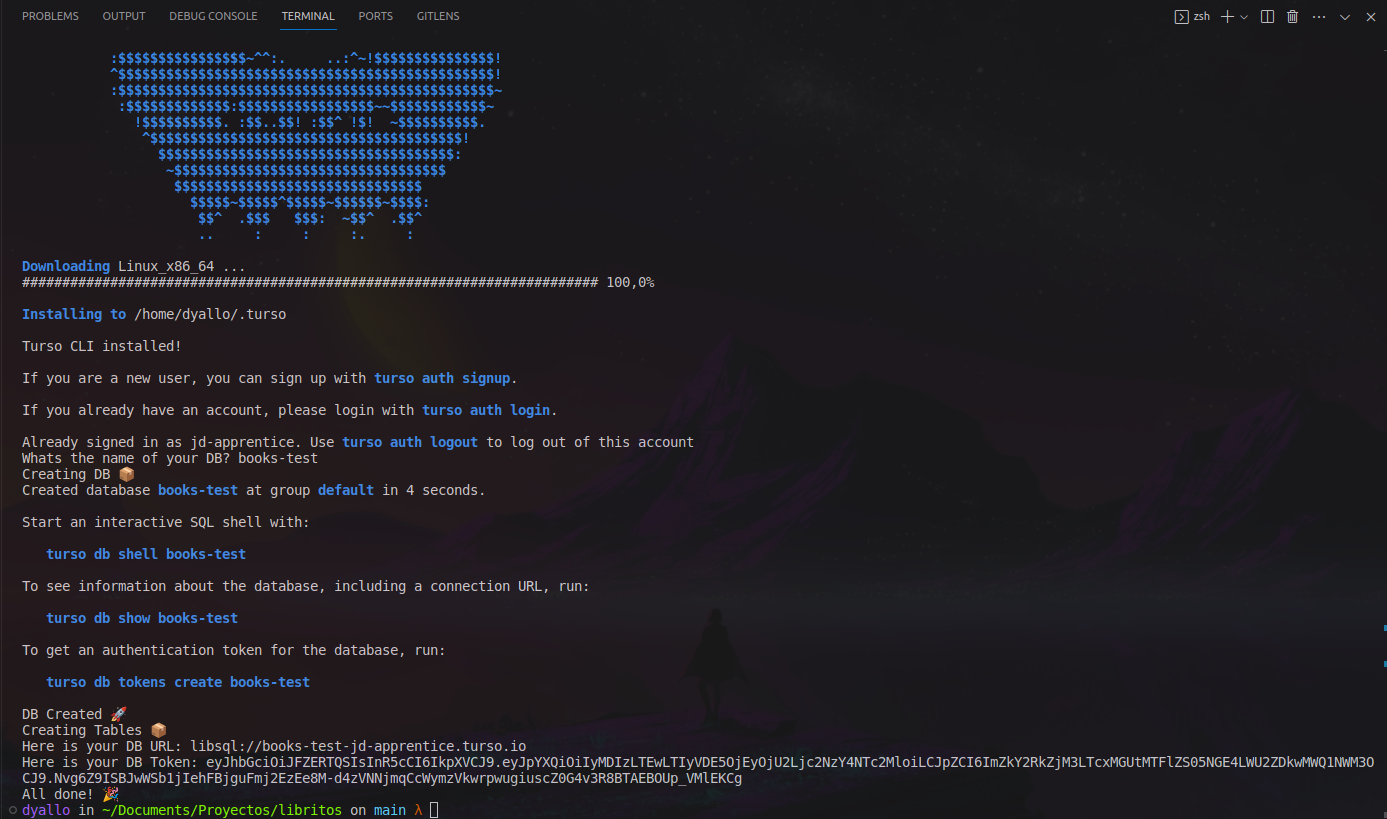 PROBLEMS OUTPUT DEBUG CONSOLE TERMINAL PORTS GITLENS zsh
:$$$$$$$$$$$$$$$$~^^:.     ..:^~!$$$$$$$$$$$$$$$!
^$$$$$$$$$$$$$$$$$$$$$$$$$$$$$$$$$$$$$$$$$$$$$$$!
:$$$$$$$$$$$$$$$$$$$$$$$$$$$$$$$$$$$$$$$$$$$$$$$~
:$$$$$$$$$$$$$:$$$$$$$$$$$$$$$$$~~$$$$$$$$$$$$~
!$$$$$$$$$$. :$$..$$! :$$^ !$!  ~$$$$$$$$$$.
^$$$$$$$$$$$$$$$$$$$$$$$$$$$$$$$$$$$$$$$!
$$$$$$$$$$$$$$$$$$$$$$$$$$$$$$$$$$$$$:
~$$$$$$$$$$$$$$$$$$$$$$$$$$$$$$$$$$
$$$$$$$$$$$$$$$$$$$$$$$$$$$$$$$
$$$$$~$$$$$^$$$$$~$$$$$$~$$$$:
$$^  .$$$   $$$:  ~$$^  .$$^
..     :     :     :.     :
Downloading Linux_x86_64 ...
######################################################################## 100,0%
Installing to /home/dyallo/.turso
Turso CLI installed!
If you are a new user, you can sign up with turso auth signup.
If you already have an account, please login with turso auth login.
Already signed in as jd-apprentice. Use turso auth logout to log out of this account
Whats the name of your DB? books-test
Creating DB 📦
Created database books-test at group default in 4 seconds.
Start an interactive SQL shell with:
turso db shell books-test
To see information about the database, including a connection URL, run:
turso db show books-test
To get an authentication token for the database, run:
turso db tokens create books-test
DB Created 🚀
Creating Tables 📦
Here is your DB URL: libsql://books-test-jd-apprentice.turso.io
Here is your DB Token: eyJhbGciOiJFZERTQSIsInR5cCI6IkpXVCJ9.eyJpYXQiOiIyMDIzLTEwLTIyVDE5OjEyOjU2Ljc2NzY4NTc2MloiLCJpZCI6ImZkY2RkZjM3LTcxMGUtMTFlZS05NGE4LWU2ZDkwMWQ1NWM3O
CJ9.Nvg6Z9ISBJwWSb1jIehFBjguFmj2EzEe8M-d4zVNNjmqCcWymzVkwrpwugiuscZ0G4v3R8BTAEBOUp_VMlEKCg
All done! 🎉
dyallo in ~/Documents/Proyectos/libritos on main λ